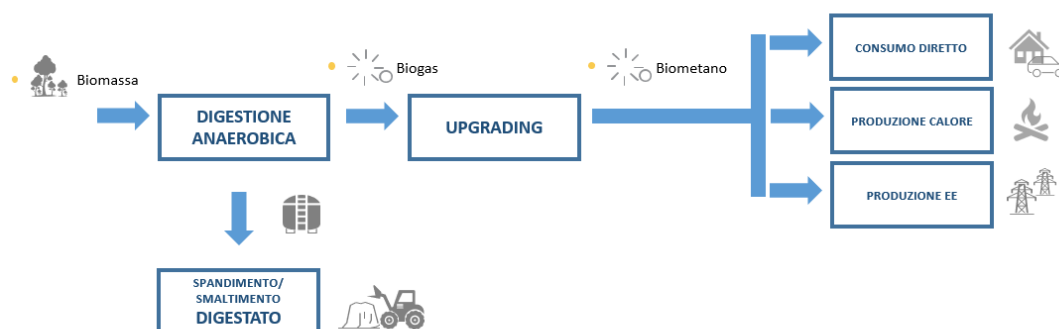 Biomassa
Biogas
Biometano
DIGESTIONE
ANAEROBICA
UPGRADING
CONSUMO DIRETTO
PRODUZIONE CALORE
PRODUZIONE EE
SPANDIMENTO/
SMALTIMENTO
DIGESTATO